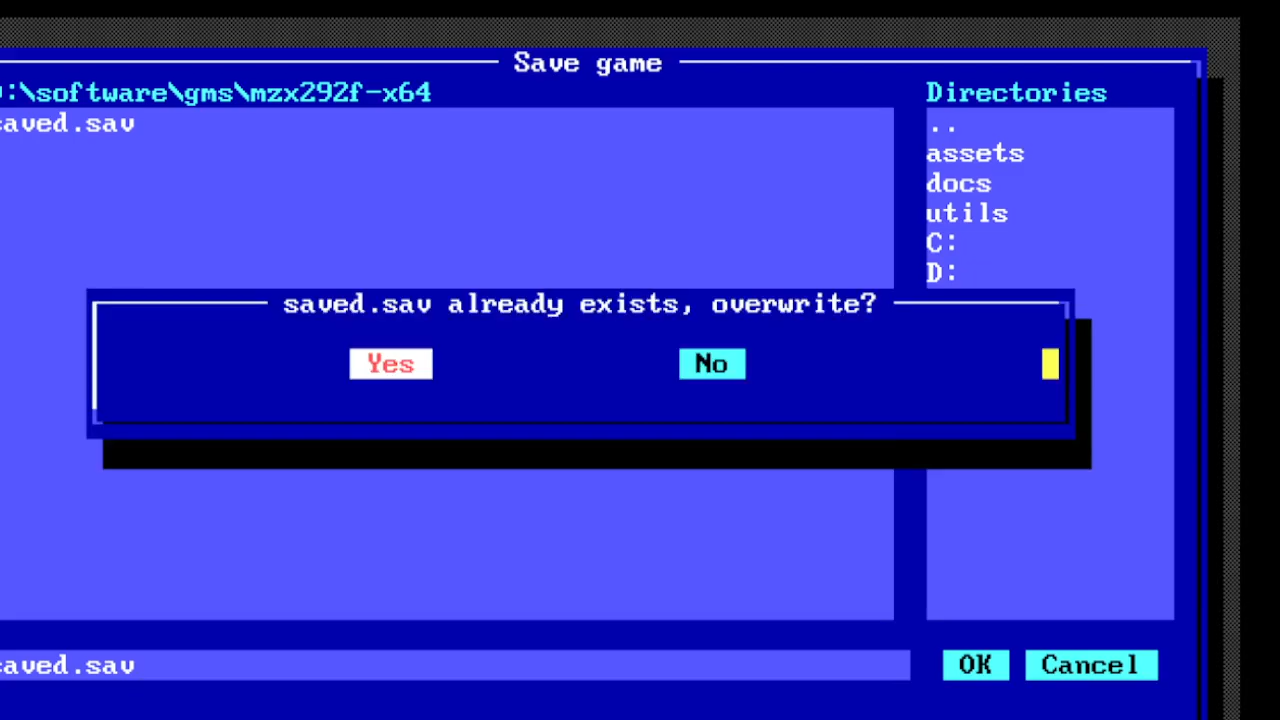 Save game
:\software\gms\mzx292f-x64
Directories
aved.sav
..
assets
docs
utils
C:
D:
saved.sav already exists, overwrite?
Yes
No
aved.sav
OK
Cancel